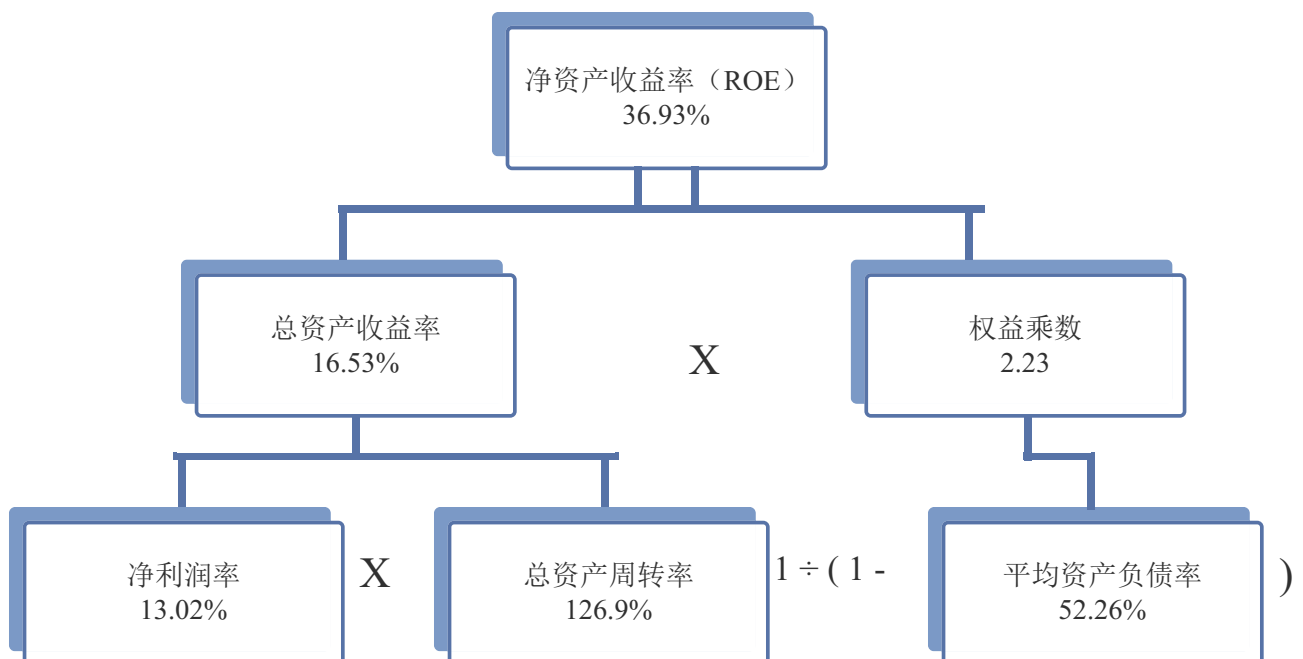 净资产收益率（ROE）
36.93%
总资产收益率
16.53%
X
权益乘数
2.23
净利润率
13.02%
X
总资产周转率
126.9%
1 ÷ ( 1 -
平均资产负债率
52.26%
)